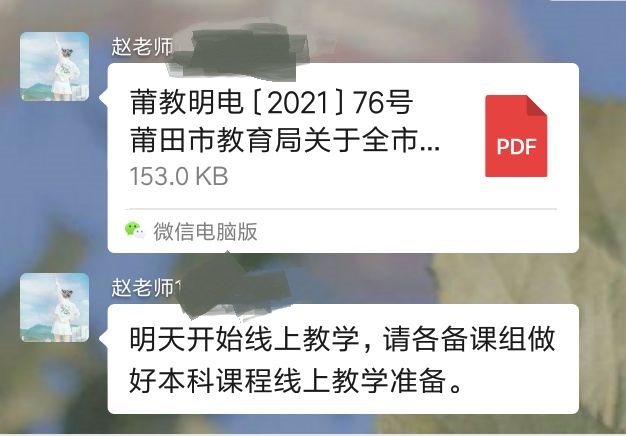 赵老师
莆教明电〔2021〕76号
莆田市教育局关于全市...
153.0 KB
PDF
微信电脑版
赵老师
明天开始线上教学，请各备课组做
好本科课程线上教学准备。